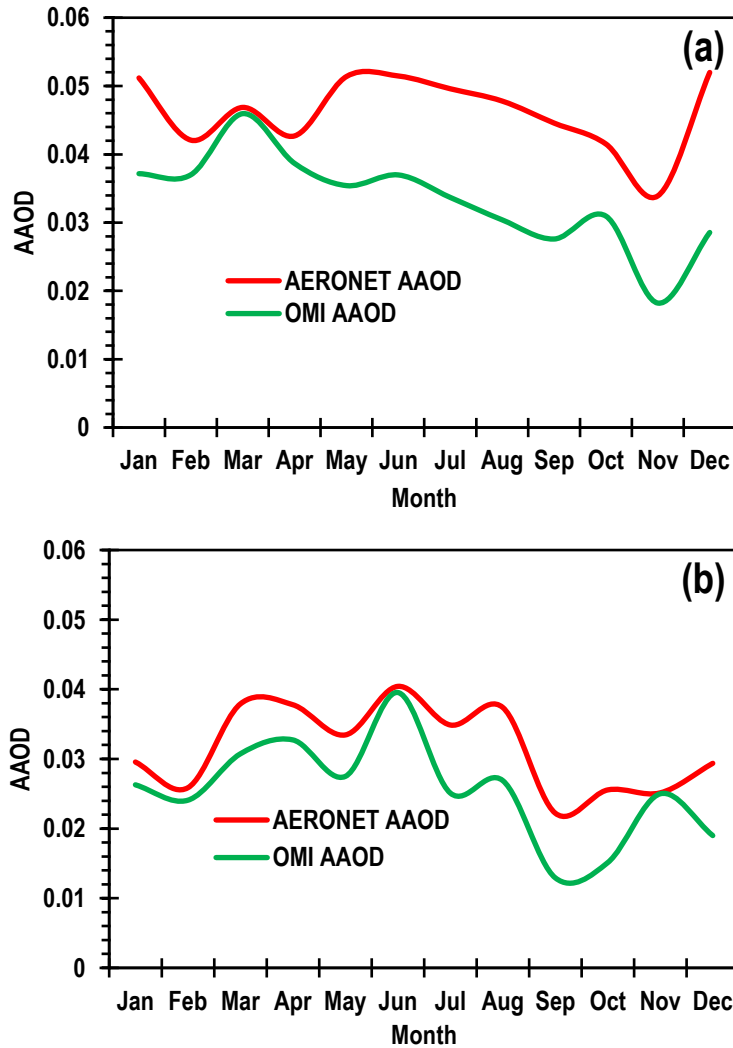 0.06
(a)
0.05
0.04
AAOD
0.03
AERONET AAOD
0.02
OMI AAOD
0.01
0
Jan Feb Mar Apr May Jun Jul Aug Sep Oct Nov Dec
Month
0.06
(b)
0.05
0.04
AAOD
0.03
AERONET AAOD
0.02
OMI AAOD
0.01
0
Jan Feb Mar Apr May Jun Jul Aug Sep Oct Nov Dec
Month